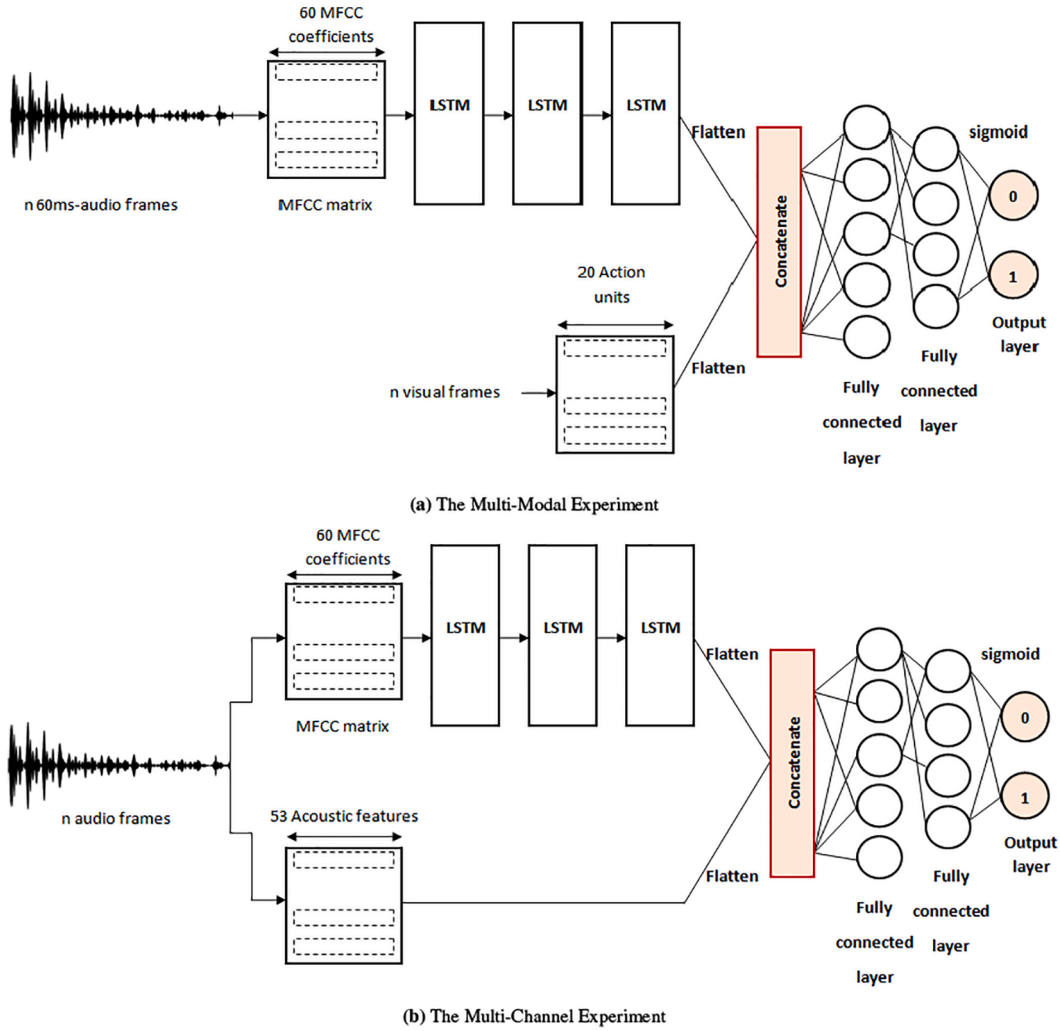 60 MFCC
coefficients
LSTM
LSTM
LSTM
n 60ms-audio frames
MFCC matrix
Flatten
Concatenate
sigmoid
0
1
20 Action
units
n visual frames
Flatten
Output
layer
Fully
connected
layer
Fully
connected
layer
(a) The Multi-Modal Experiment
60 MFCC
coefficients
LSTM
LSTM
LSTM
MFCC matrix
n audio frames
53 Acoustic features
Flatten
Concatenate
Flatten
sigmoid
0
1
Output
layer
Fully
connected
layer
Fully
connected
layer
(b) The Multi-Channel Experiment